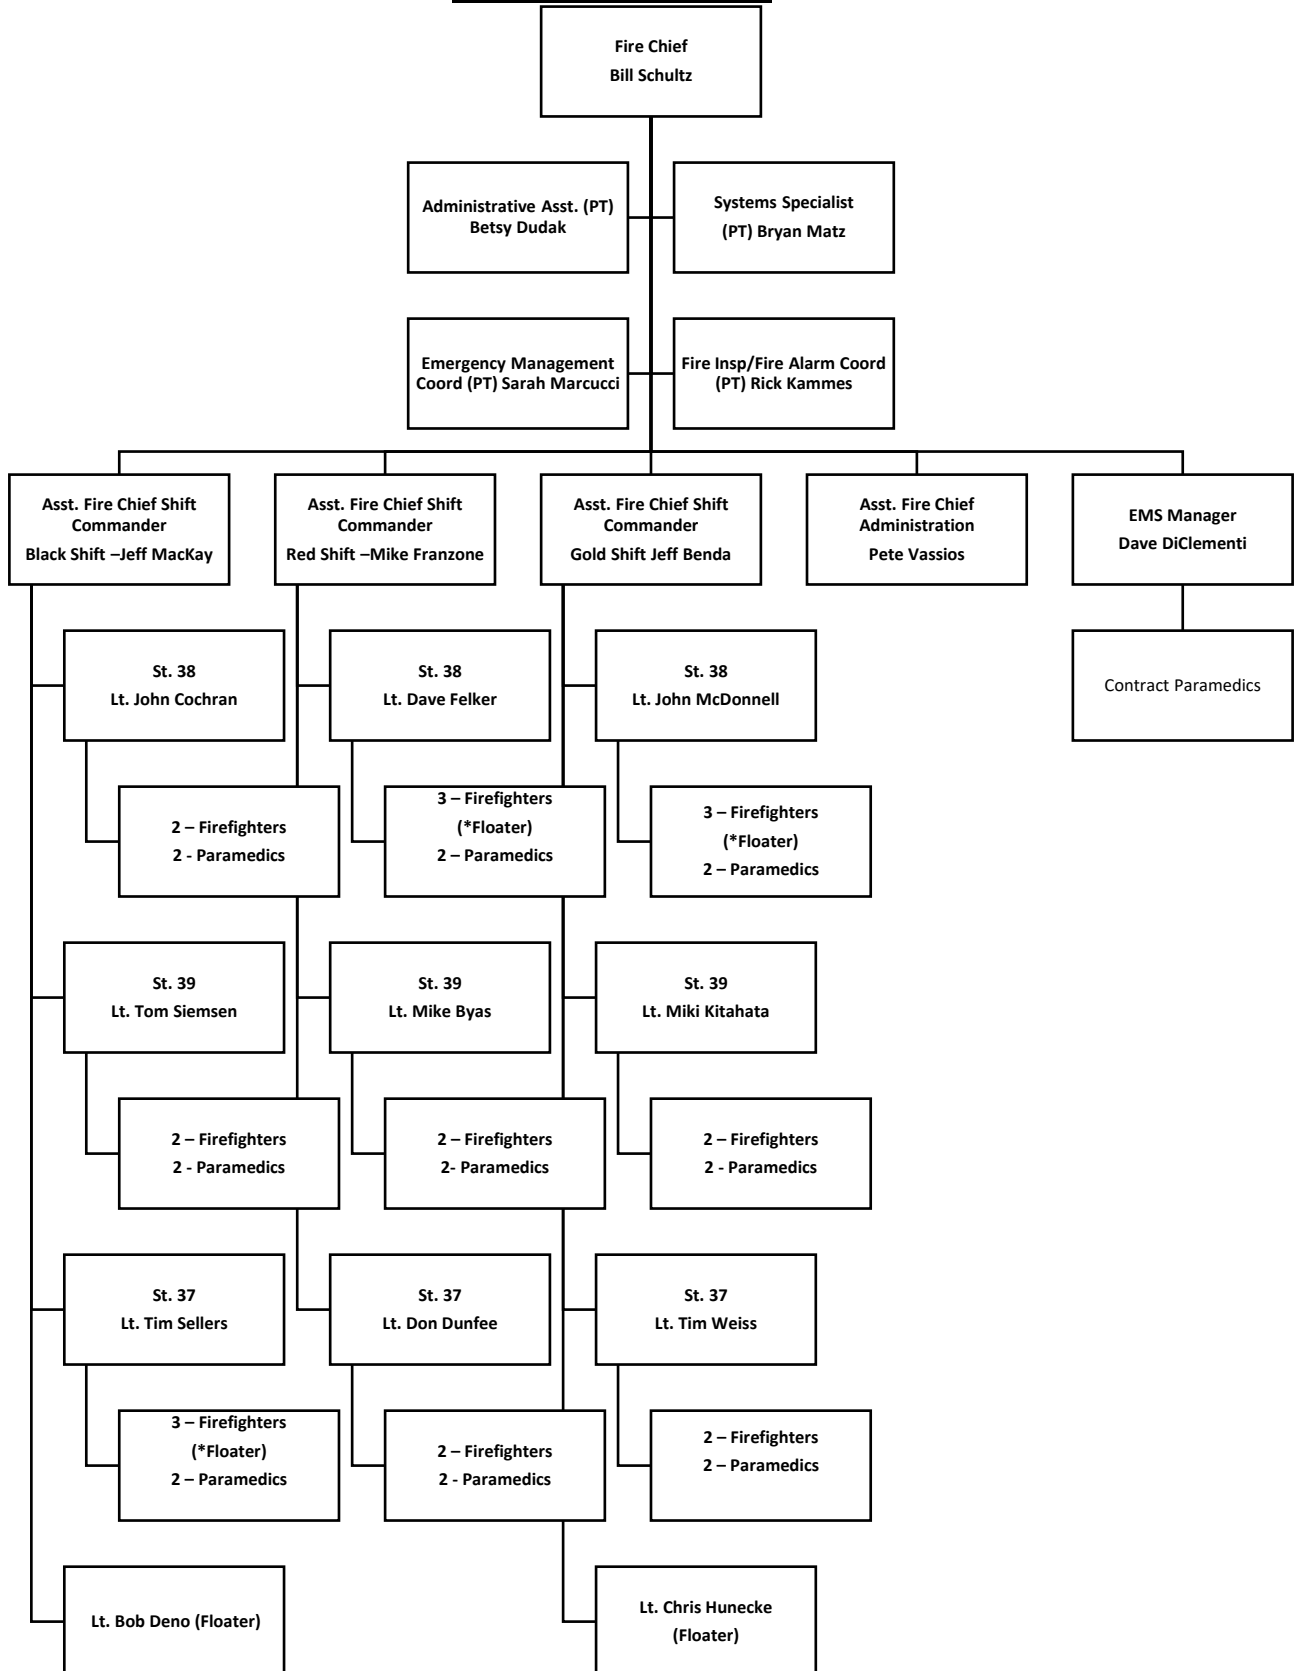 Fire Chief
Bill Schultz
Administrative Asst. (PT)
Betsy Dudak
Systems Specialist
(PT) Bryan Matz
Emergency Management
Coord (PT) Sarah Marcucci
Fire Insp/Fire Alarm Coord
(PT) Rick Kammes
Asst. Fire Chief Shift
Commander
Black Shift –Jeff MacKay
Asst. Fire Chief Shift
Commander
Red Shift –Mike Franzone
Asst. Fire Chief Shift
Commander
Gold Shift Jeff Benda
Asst. Fire Chief
Administration
Pete Vassios
EMS Manager
Dave DiClementi
St. 38
Lt. John Cochran
St. 38
Lt. Dave Felker
St. 38
Lt. John McDonnell
Contract Paramedics
2 – Firefighters
2 - Paramedics
3 – Firefighters
(*Floater)
2 – Paramedics
3 – Firefighters
(*Floater)
2 – Paramedics
St. 39
Lt. Tom Siemsen
St. 39
Lt. Mike Byas
St. 39
Lt. Miki Kitahata
2 – Firefighters
2 - Paramedics
2 – Firefighters
2- Paramedics
2 – Firefighters
2 - Paramedics
St. 37
Lt. Tim Sellers
St. 37
Lt. Don Dunfee
St. 37
Lt. Tim Weiss
3 – Firefighters
(*Floater)
2 – Paramedics
2 – Firefighters
2 - Paramedics
2 – Firefighters
2 – Paramedics
Lt. Bob Deno (Floater)
Lt. Chris Hunecke
(Floater)